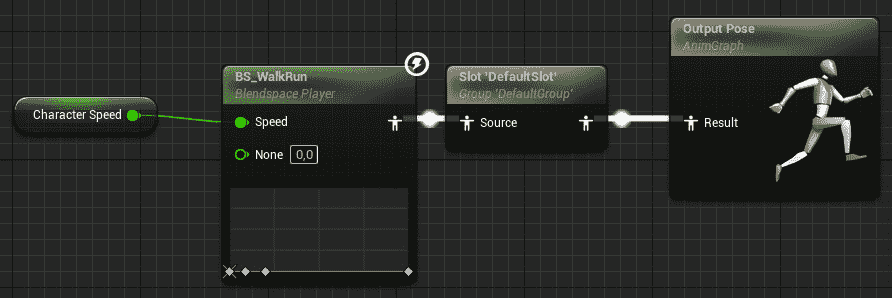 Output Pose
AnimGraph
BS_WalkRun
Blendspace Player
Slot 'DefaultSlot'
Group 'DefaultGroup'
Character Speed
Speed
Source
Result
None 0,0